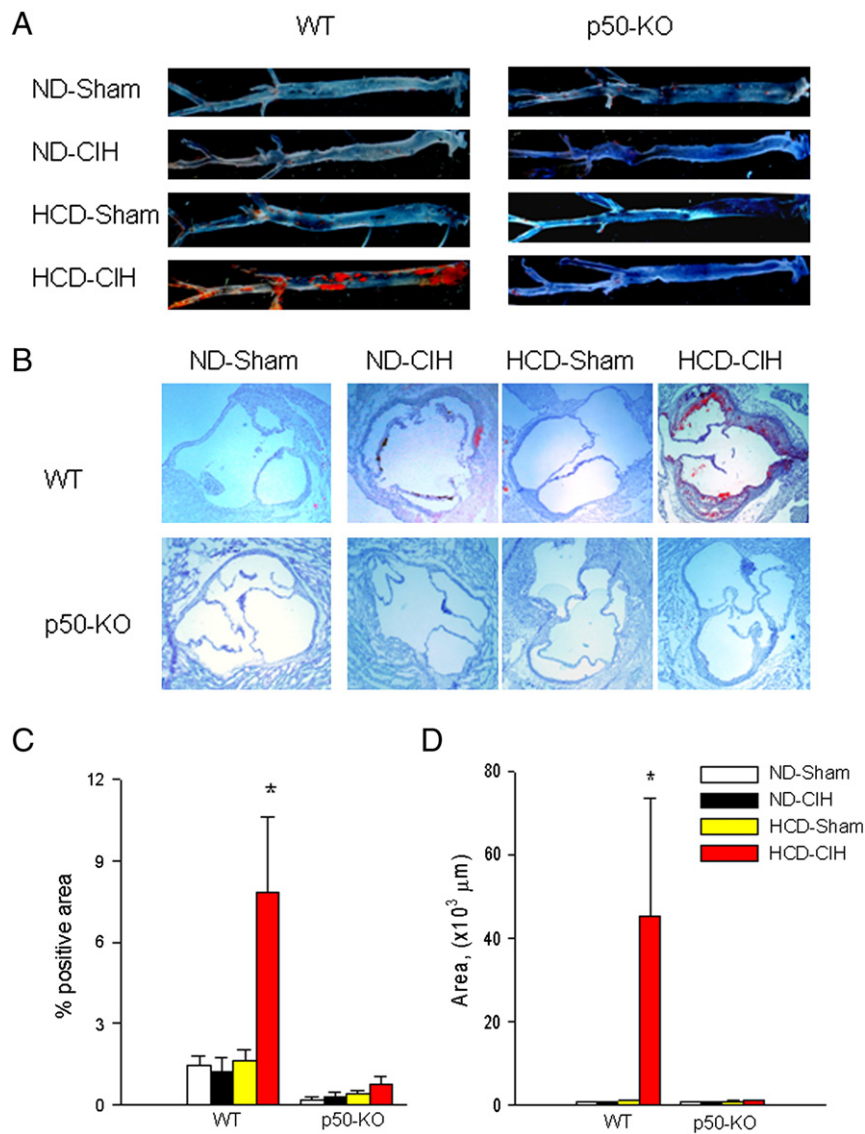 A
WT p50-KO
ND-Sham
ND-CIH
HCD-Sham
HCD-CIH
B
ND-Sham ND-CIH HCD-Sham HCD-CIH
WT
p50-KO
C
% positive area
12
9
6
3
0
*
WT p50-KO
D
Area, (x10³ μm)
80
60
40
20
0
*
WT p50-KO
ND-Sham
ND-CIH
HCD-Sham
HCD-CIH